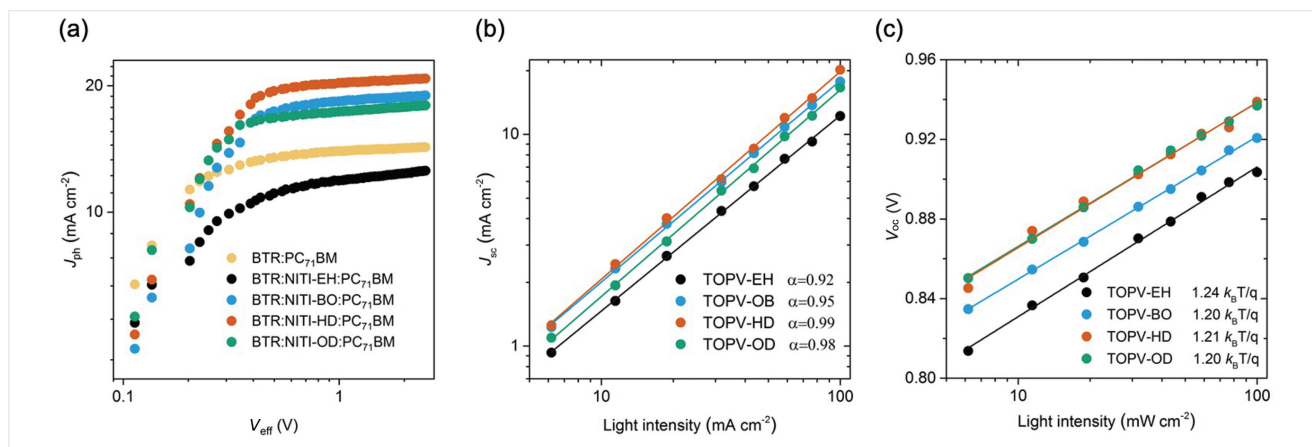 (a)
J_ph (mA cm⁻²)
20
10
BTR:PC₇₁BM
BTR:NITI-EH:PC₇₁BM
BTR:NITI-BO:PC₇₁BM
BTR:NITI-HD:PC₇₁BM
BTR:NITI-OD:PC₇₁BM
0.1 1
V_eff (V)
(b)
J_sc (mA cm⁻²)
10
1
TOPV-EH α=0.92
TOPV-OB α=0.95
TOPV-HD α=0.99
TOPV-OD α=0.98
10 100
Light intensity (mA cm⁻²)
(c)
V_oc (V)
0.96
0.92
0.88
0.84
0.80
TOPV-EH 1.24 k_BT/q
TOPV-BO 1.20 k_BT/q
TOPV-HD 1.21 k_BT/q
TOPV-OD 1.20 k_BT/q
10 100
Light intensity (mW cm⁻²)